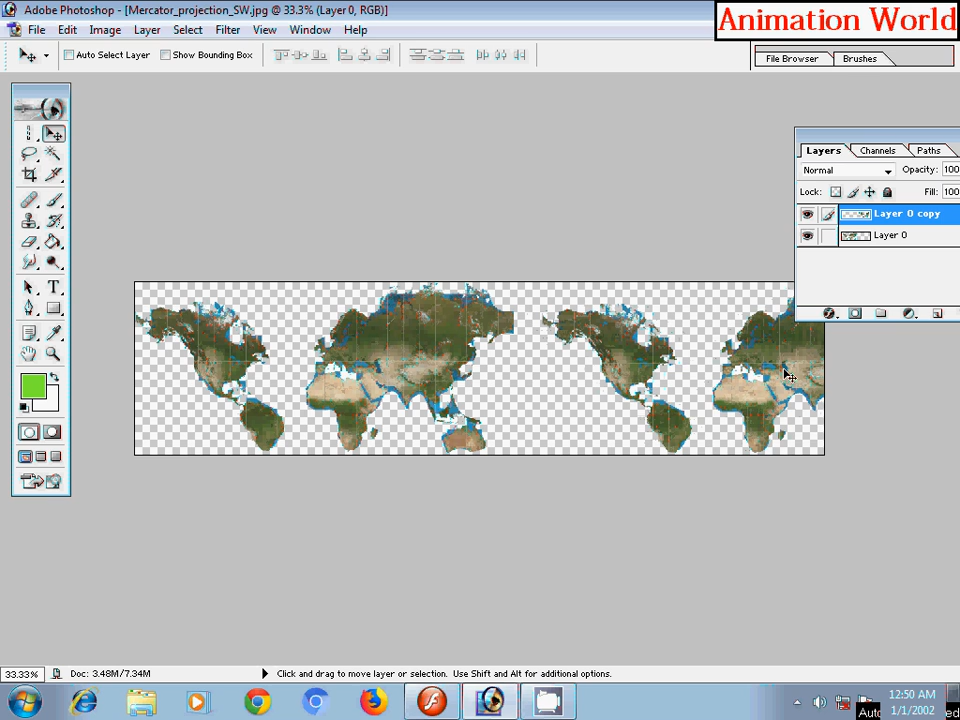 Adobe Photoshop - [Mercator_projection_SW.jpg @ 33.3% (Layer 0, RGB)]
Animation World
File Edit Image Layer Select Filter View Window Help
Auto Select Layer Show Bounding Box
File Browser Brushes
Layers Channels Paths
Normal Opacity: 100
Lock: Fill: 100
Layer 0 copy
Layer 0
T
33.33% Doc: 3.48M/7.34M Click and drag to move layer or selection. Use Shift and Alt for additional options.
12:50 AM
1/1/2002